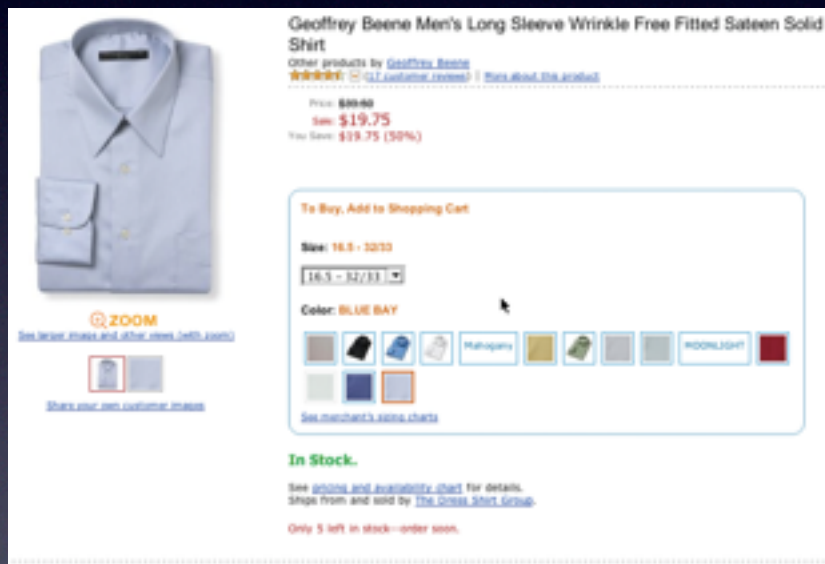 Geoffrey Beene Men's Long Sleeve Wrinkle Free Fitted Sateen Solid
Shirt
Other products by Geoffrey Beene
(17 customer reviews) | More about this product
Price: $39.50
Sale: $19.75
You Save: $19.75 (50%)
To Buy, Add to Shopping Cart
Size: 16.5 - 32/33
16.5 - 32/33
Color: BLUE BAY
Mahogany
MOONLIGHT
See merchant's sizing charts
ZOOM
See larger image and other views (with zoom)
Share your own customer images
In Stock.
See pricing and availability chart for details.
Ships from and sold by The Dress Shirt Group.
Only 5 left in stock--order soon.